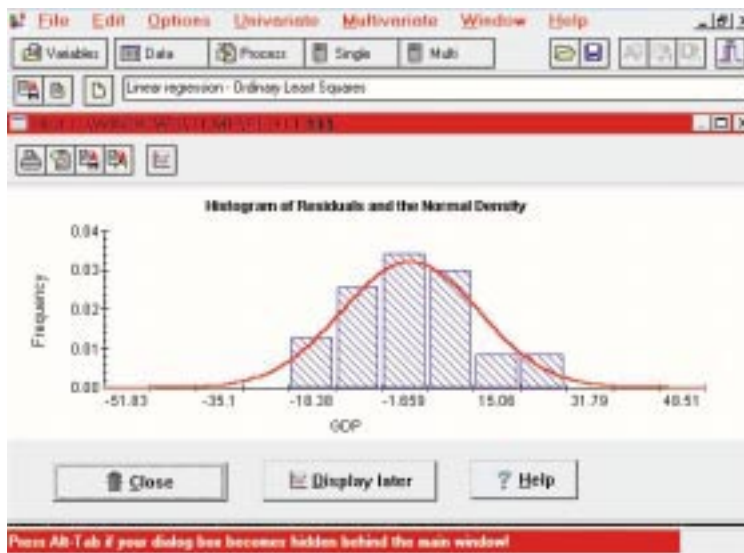 File Edit Options Univariate Multivariate Window Help
Variables Data Process Single Multi
Linear regression - Ordinary Least Squares
Histogram of Residuals and the Normal Density
0.04
0.03
0.02
0.01
0.00
Frequency
-51.83 -35.1 -18.38 -1.659 15.06 31.79 48.51
GDP
Close Display later Help
Press Alt-Tab if your dialog box becomes hidden behind the main window!